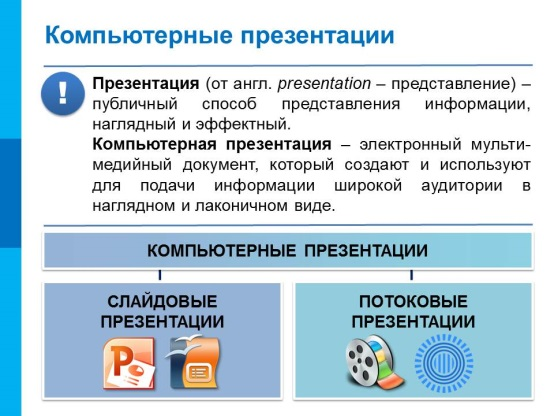 Компьютерные презентации
!
Презентация (от англ. presentation – представление) –
публичный способ представления информации,
наглядный и эффектный.
Компьютерная презентация – электронный мульти-
медийный документ, который создают и используют
для подачи информации широкой аудитории в
наглядном и лаконичном виде.
КОМПЬЮТЕРНЫЕ ПРЕЗЕНТАЦИИ
СЛАЙДОВЫЕ
ПРЕЗЕНТАЦИИ
ПОТОКОВЫЕ
ПРЕЗЕНТАЦИИ
P